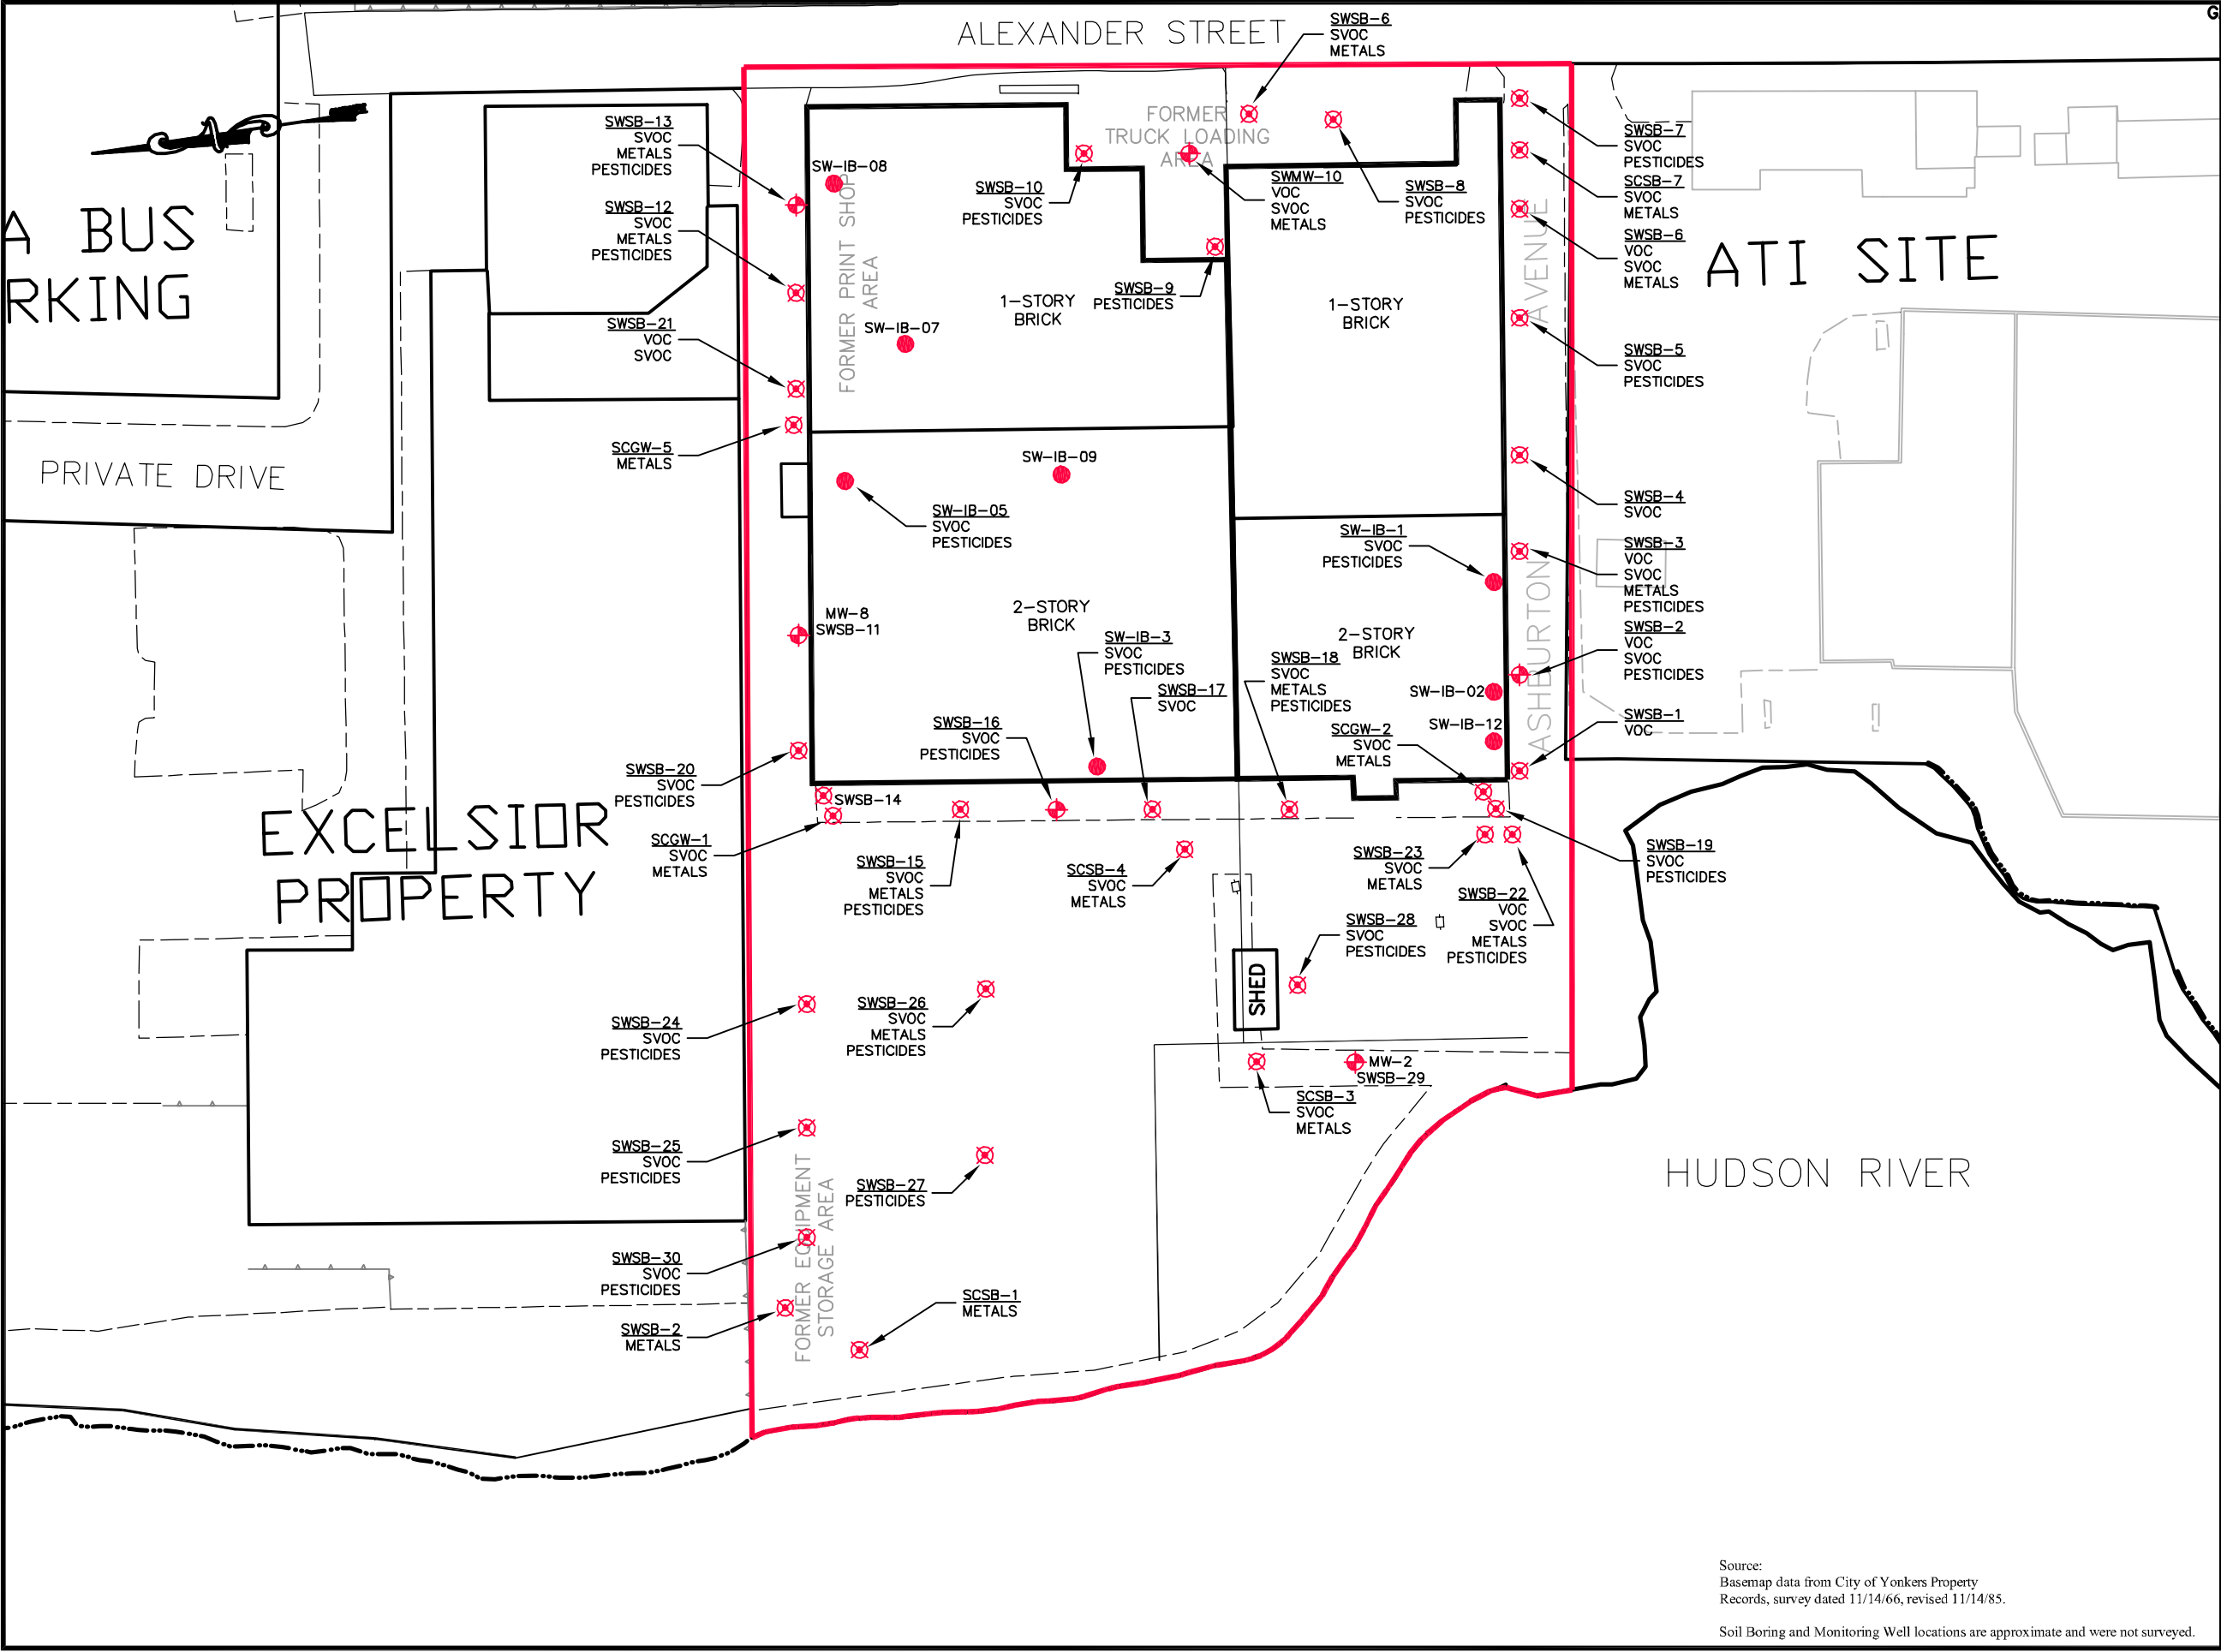 G
ALEXANDER STREET
SWSB-6
SVOC
METALS
SWSB-13
SVOC
METALS
PESTICIDES
SW-IB-08
FORMER
TRUCK LOADING
AREA
SWSB-10
SVOC
PESTICIDES
SWMW-10
VOC
SVOC
METALS
SWSB-8
SVOC
PESTICIDES
SWSB-7
SVOC
PESTICIDES
SCSB-7
SVOC
METALS
SWSB-6
VOC
SVOC
METALS
A BUS
RKING
SWSB-12
SVOC
METALS
PESTICIDES
FORMER PRINT SHOP
AREA
SWSB-9
PESTICIDES
1-STORY
BRICK
1-STORY
BRICK
ATI SITE
SWSB-21
VOC
SVOC
SW-IB-07
SWSB-5
SVOC
PESTICIDES
PRIVATE DRIVE
SCGW-5
METALS
SW-IB-09
SW-IB-05
SVOC
PESTICIDES
SWSB-4
SVOC
SW-IB-1
SVOC
PESTICIDES
SWSB-3
VOC
SVOC
METALS
PESTICIDES
ASHBURTON AVENUE
MW-8
SWSB-11
2-STORY
BRICK
2-STORY
BRICK
SW-IB-3
SVOC
PESTICIDES
SWSB-18
SVOC
METALS
PESTICIDES
SWSB-2
VOC
SVOC
PESTICIDES
SWSB-17
SVOC
SW-IB-02
SWSB-16
SVOC
PESTICIDES
SCGW-2
SVOC
METALS
SW-IB-12
SWSB-1
VOC
SWSB-20
SVOC
PESTICIDES
SWSB-14
EXCELSIOR
PROPERTY
SCGW-1
SVOC
METALS
SWSB-15
SVOC
METALS
PESTICIDES
SCSB-4
SVOC
METALS
SWSB-23
SVOC
METALS
SWSB-19
SVOC
PESTICIDES
SWSB-22
VOC
SVOC
METALS
PESTICIDES
SWSB-28
SVOC
PESTICIDES
SHED
SWSB-24
SVOC
PESTICIDES
SWSB-26
SVOC
METALS
PESTICIDES
MW-2
SWSB-29
SCSB-3
SVOC
METALS
SWSB-25
SVOC
PESTICIDES
SWSB-27
PESTICIDES
HUDSON RIVER
FORMER EQUIPMENT
STORAGE AREA
SWSB-30
SVOC
PESTICIDES
SCSB-1
METALS
SWSB-2
METALS
Source:
Basemap data from City of Yonkers Property
Records, survey dated 11/14/66, revised 11/14/85.
Soil Boring and Monitoring Well locations are approximate and were not surveyed.